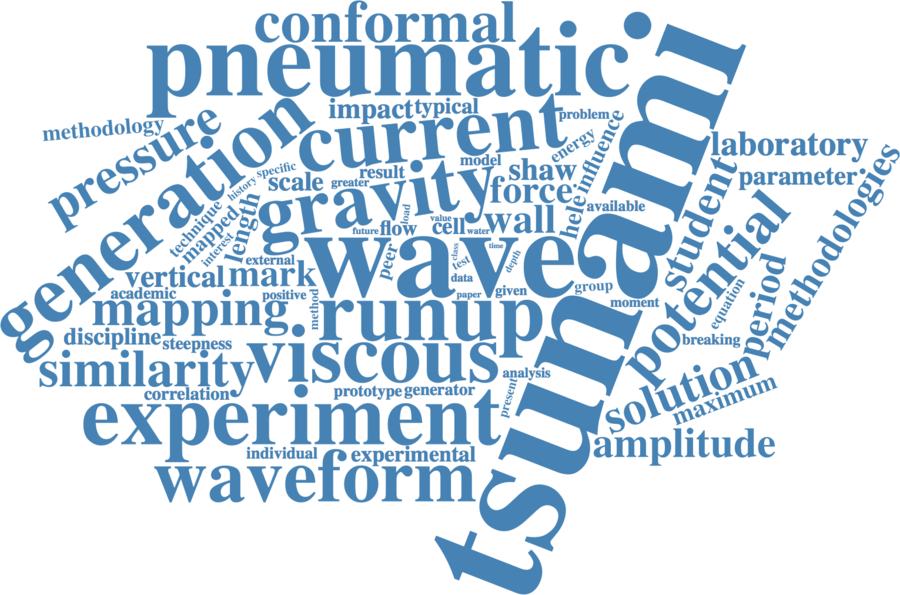 conformal
pneumatic
tsunami
methodology
pressure
generation
impact
typical
current
problem
energy
influence
laboratory
parameter
methodologies
student
potential
history
specific
scale
greater
result
model
shaw
force
hele
available
technique
mapped
interest
length
gravity
load
future
flow
value
cell
water
wall
peer
wave
class
test
time
depth
external
vertical
mark
data
paper
given
group
moment
academic
positive
method
mapping
runup
equation
period
breaking
discipline
steepness
viscous
similarity
correlation
prototype
generator
present
analysis
solution
maximum
experiment
individual
experimental
amplitude
waveform